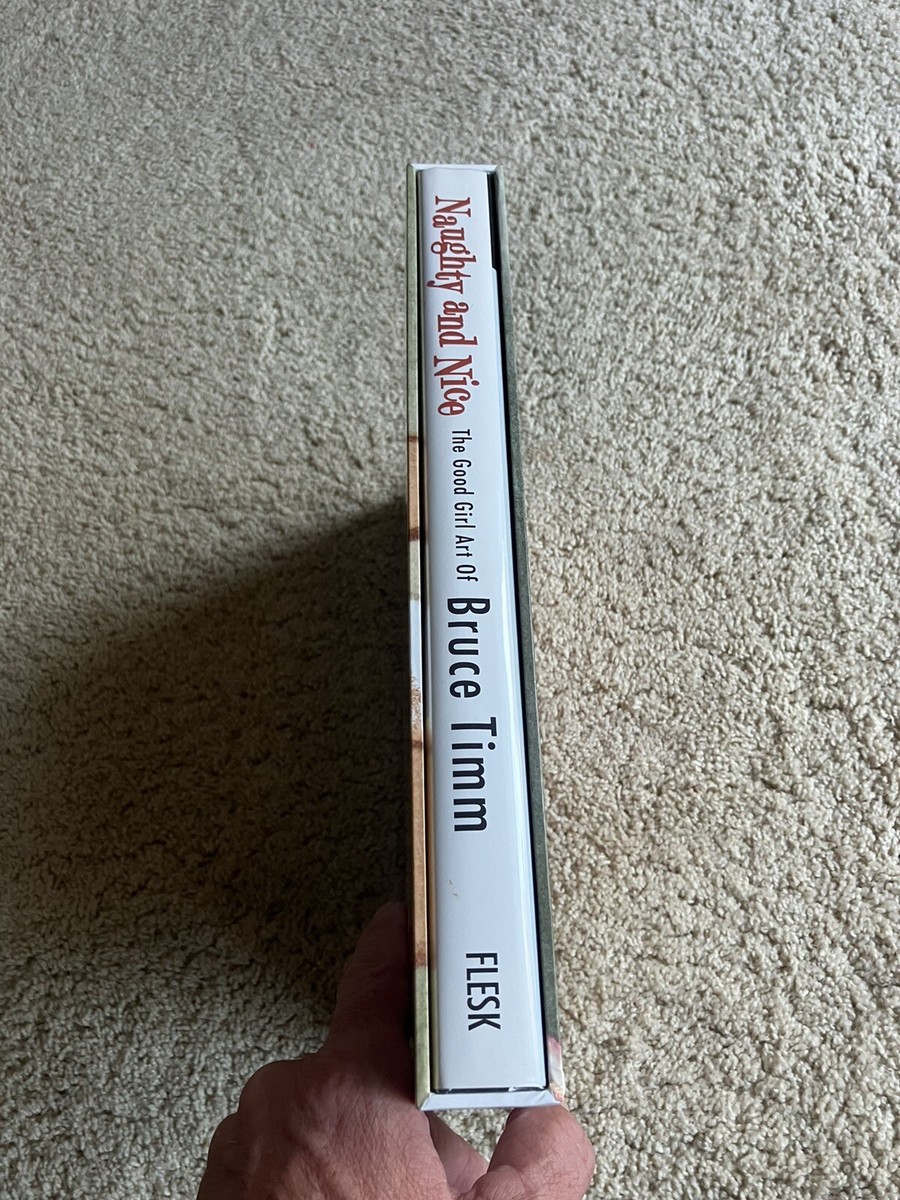 Naughty and Nice The Good Girl Art Of Bruce Timm FLESK